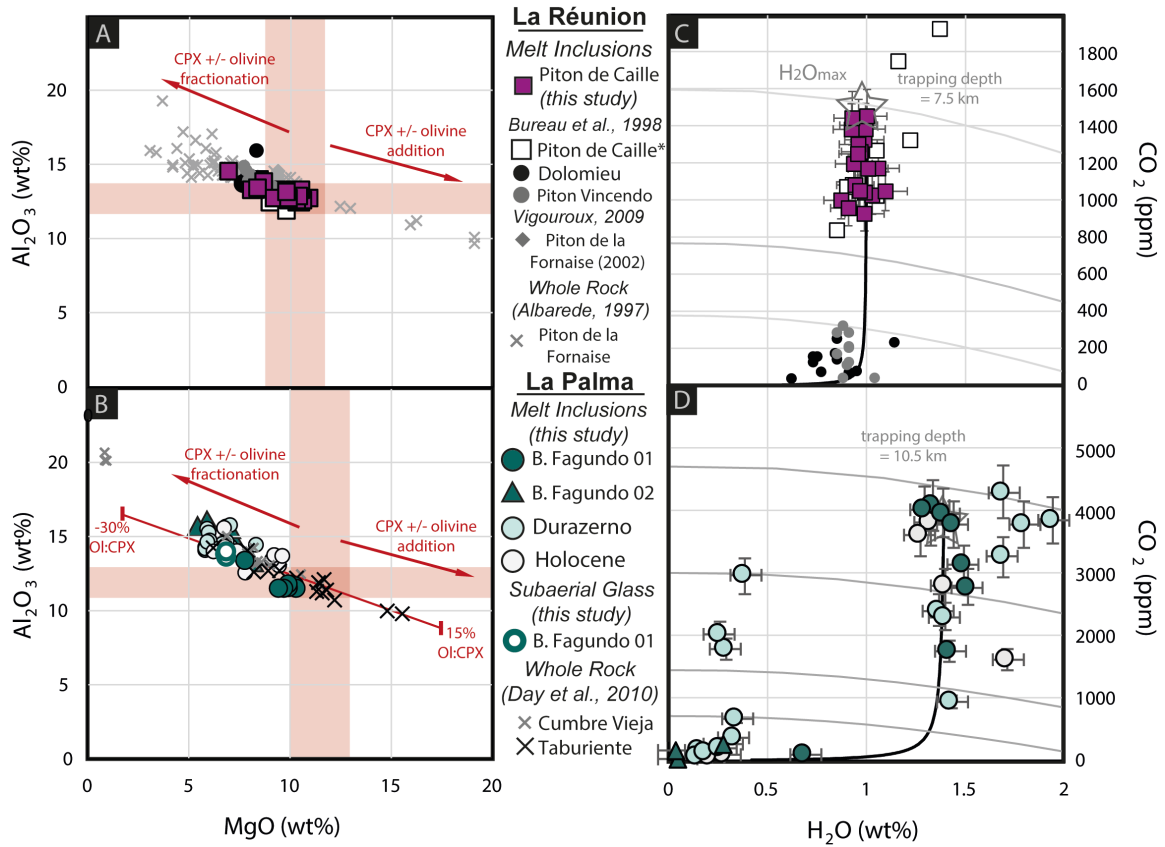 A
CPX +/- olivine
fractionation
CPX +/- olivine
addition
20
15
10
5
0
Al2O3 (wt%)
La Réunion
Melt Inclusions
Piton de Caille
(this study)
Bureau et al., 1998
Piton de Caille*
Dolomieu
Piton Vincendo
Vigouroux, 2009
Piton de la
Fornaise (2002)
Whole Rock
(Albarede, 1997)
Piton de la
Fornaise
C
H2Omax
trapping depth
= 7.5 km
1800
1600
1400
1200
1000
800
600
400
200
0
CO2 (ppm)
B
CPX +/- olivine
fractionation
CPX +/- olivine
addition
-30%
Ol:CPX
15%
Ol:CPX
20
15
10
5
0
Al2O3 (wt%)
0
5
10
15
20
MgO (wt%)
La Palma
Melt Inclusions
(this study)
B. Fagundo 01
B. Fagundo 02
Durazerno
Holocene
Subaerial Glass
(this study)
B. Fagundo 01
Whole Rock
(Day et al., 2010)
Cumbre Vieja
Taburiente
D
trapping depth
= 10.5 km
5000
4000
3000
2000
1000
0
CO2 (ppm)
0
0.5
1
1.5
2
H2O (wt%)